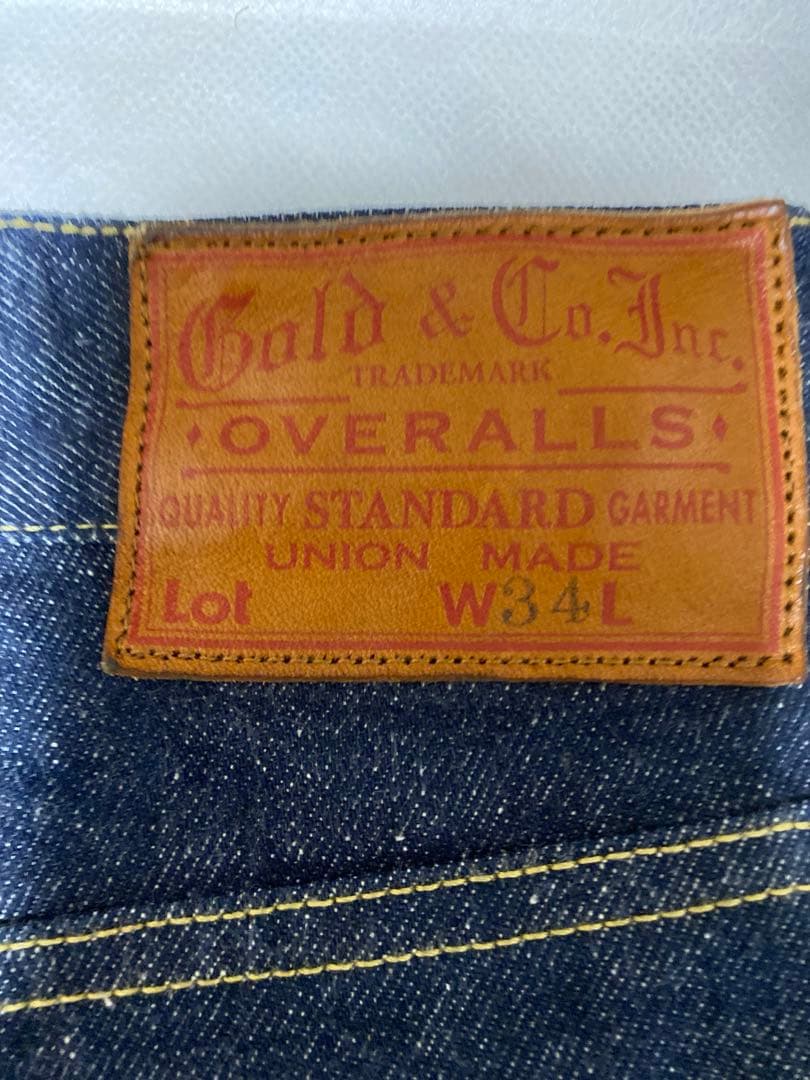 Gold & Co. Inc.
TRADEMARK
♦OVERALLS♦
QUALITY STANDARD GARMENT
UNION MADE
Lot W34L